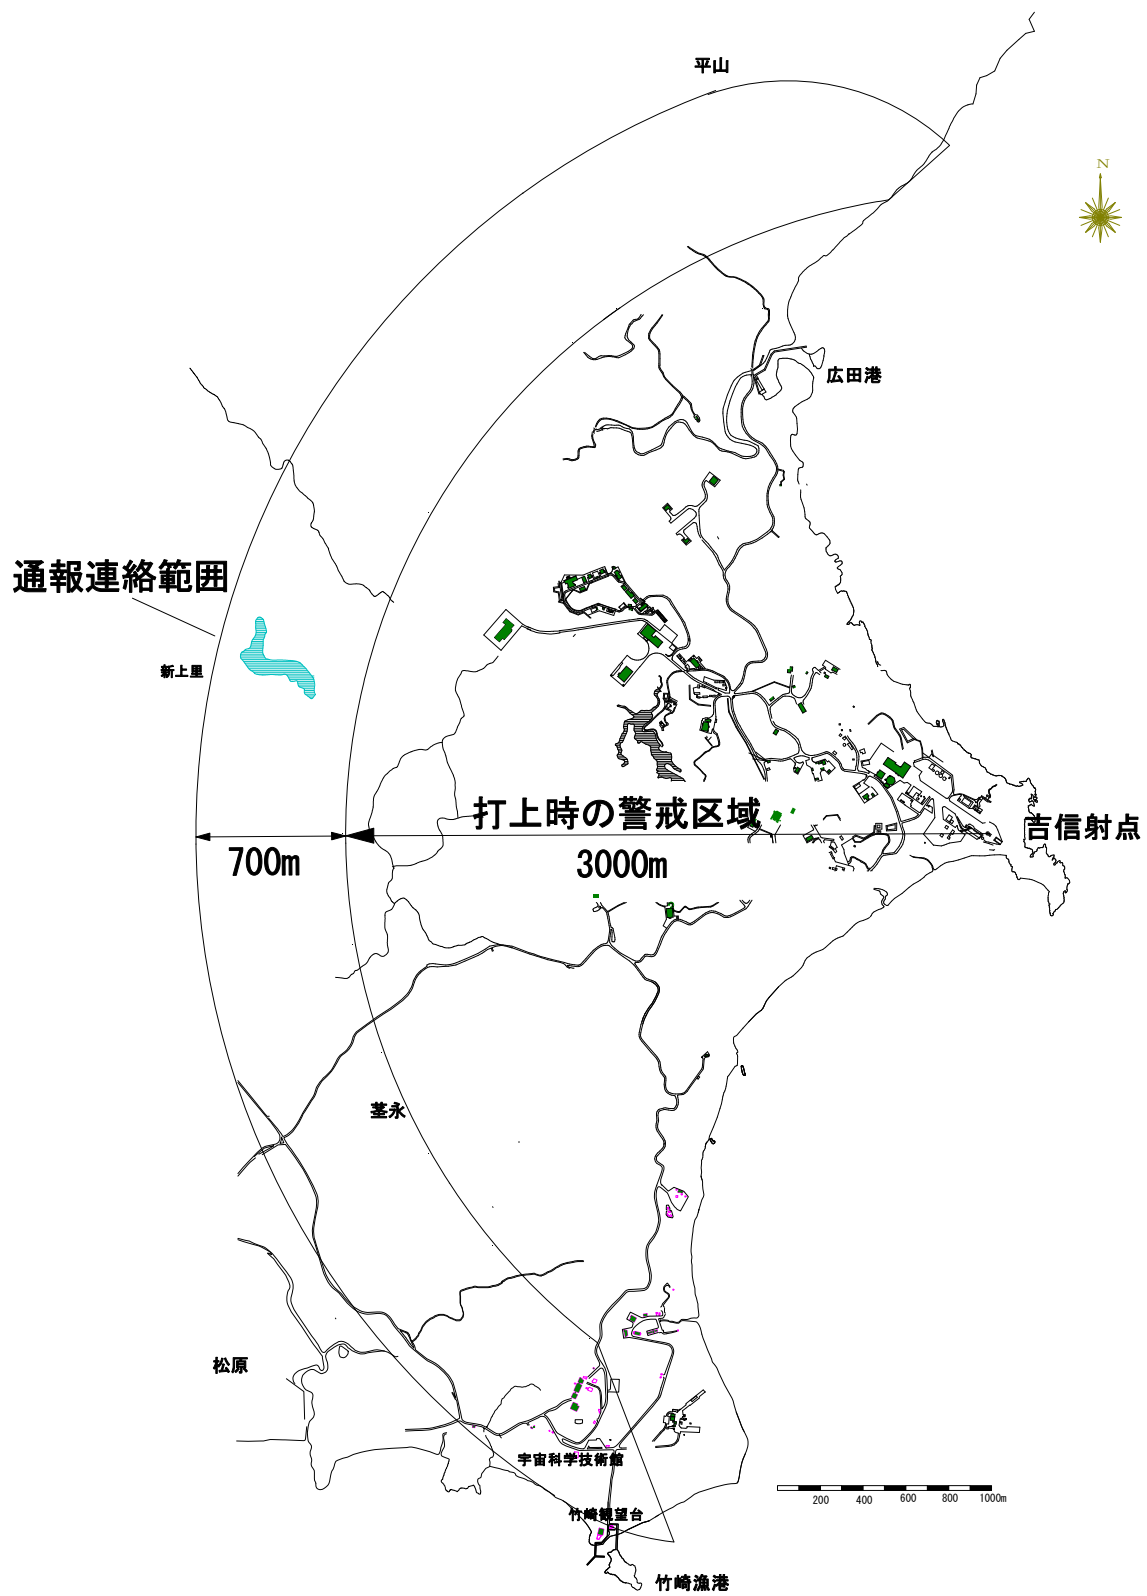 平山
N
広田港
通報連絡範囲
新上里
打上時の警戒区域
吉信射点
700m
3000m
茎永
松原
宇宙科学技術館
竹崎観望台
竹崎漁港
200 400 600 800 1000m